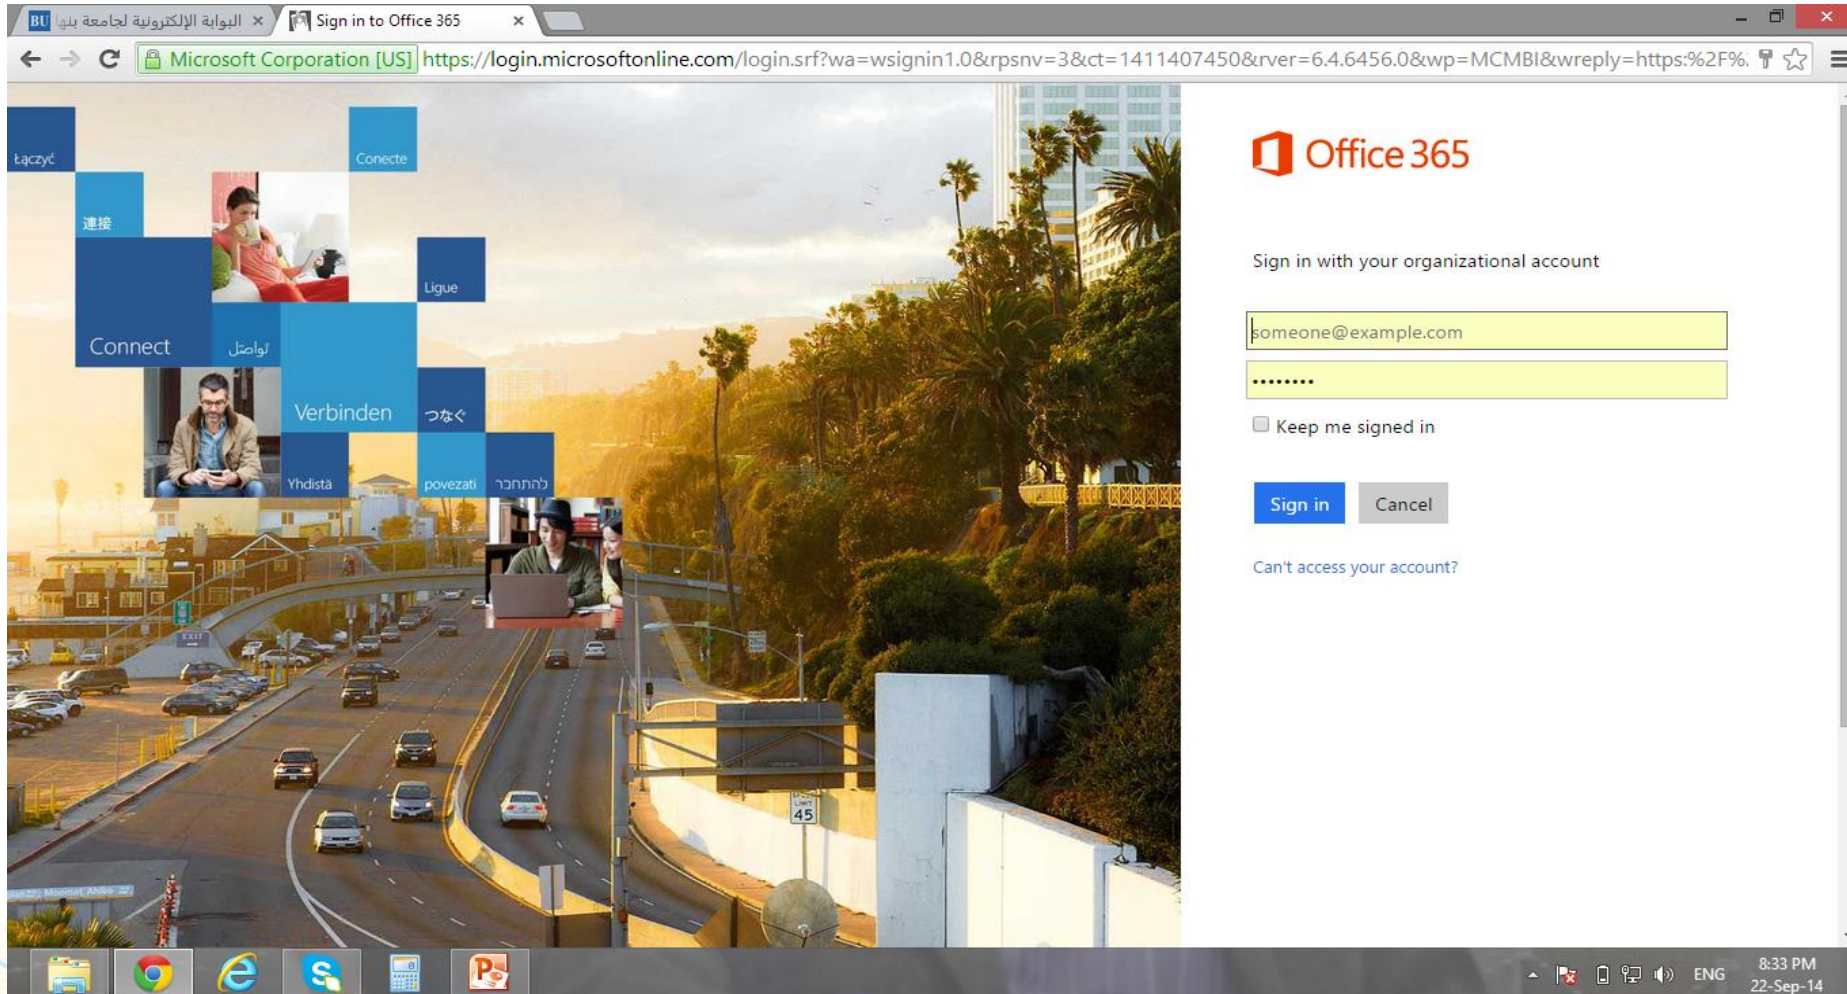 البوابة الإلكترونية لجامعة بنها BU
Sign in to Office 365
Microsoft Corporation [US] https://login.microsoftonline.com/login.srf?wa=wsignin1.0&rpsnv=3&ct=1411407450&rver=6.4.6456.0&wp=MCMBI&wreply=https:%2F%
Łączyć
Conecte
連接
Ligue
Connect
تواصل
Verbinden
つなぐ
Yhdistä
povezati
להתחבר
EXIT
LIMIT
45
Office 365
Sign in with your organizational account
someone@example.com
••••••••
Keep me signed in
Sign in
Cancel
Can't access your account?
ENG
8:33 PM
22-Sep-14